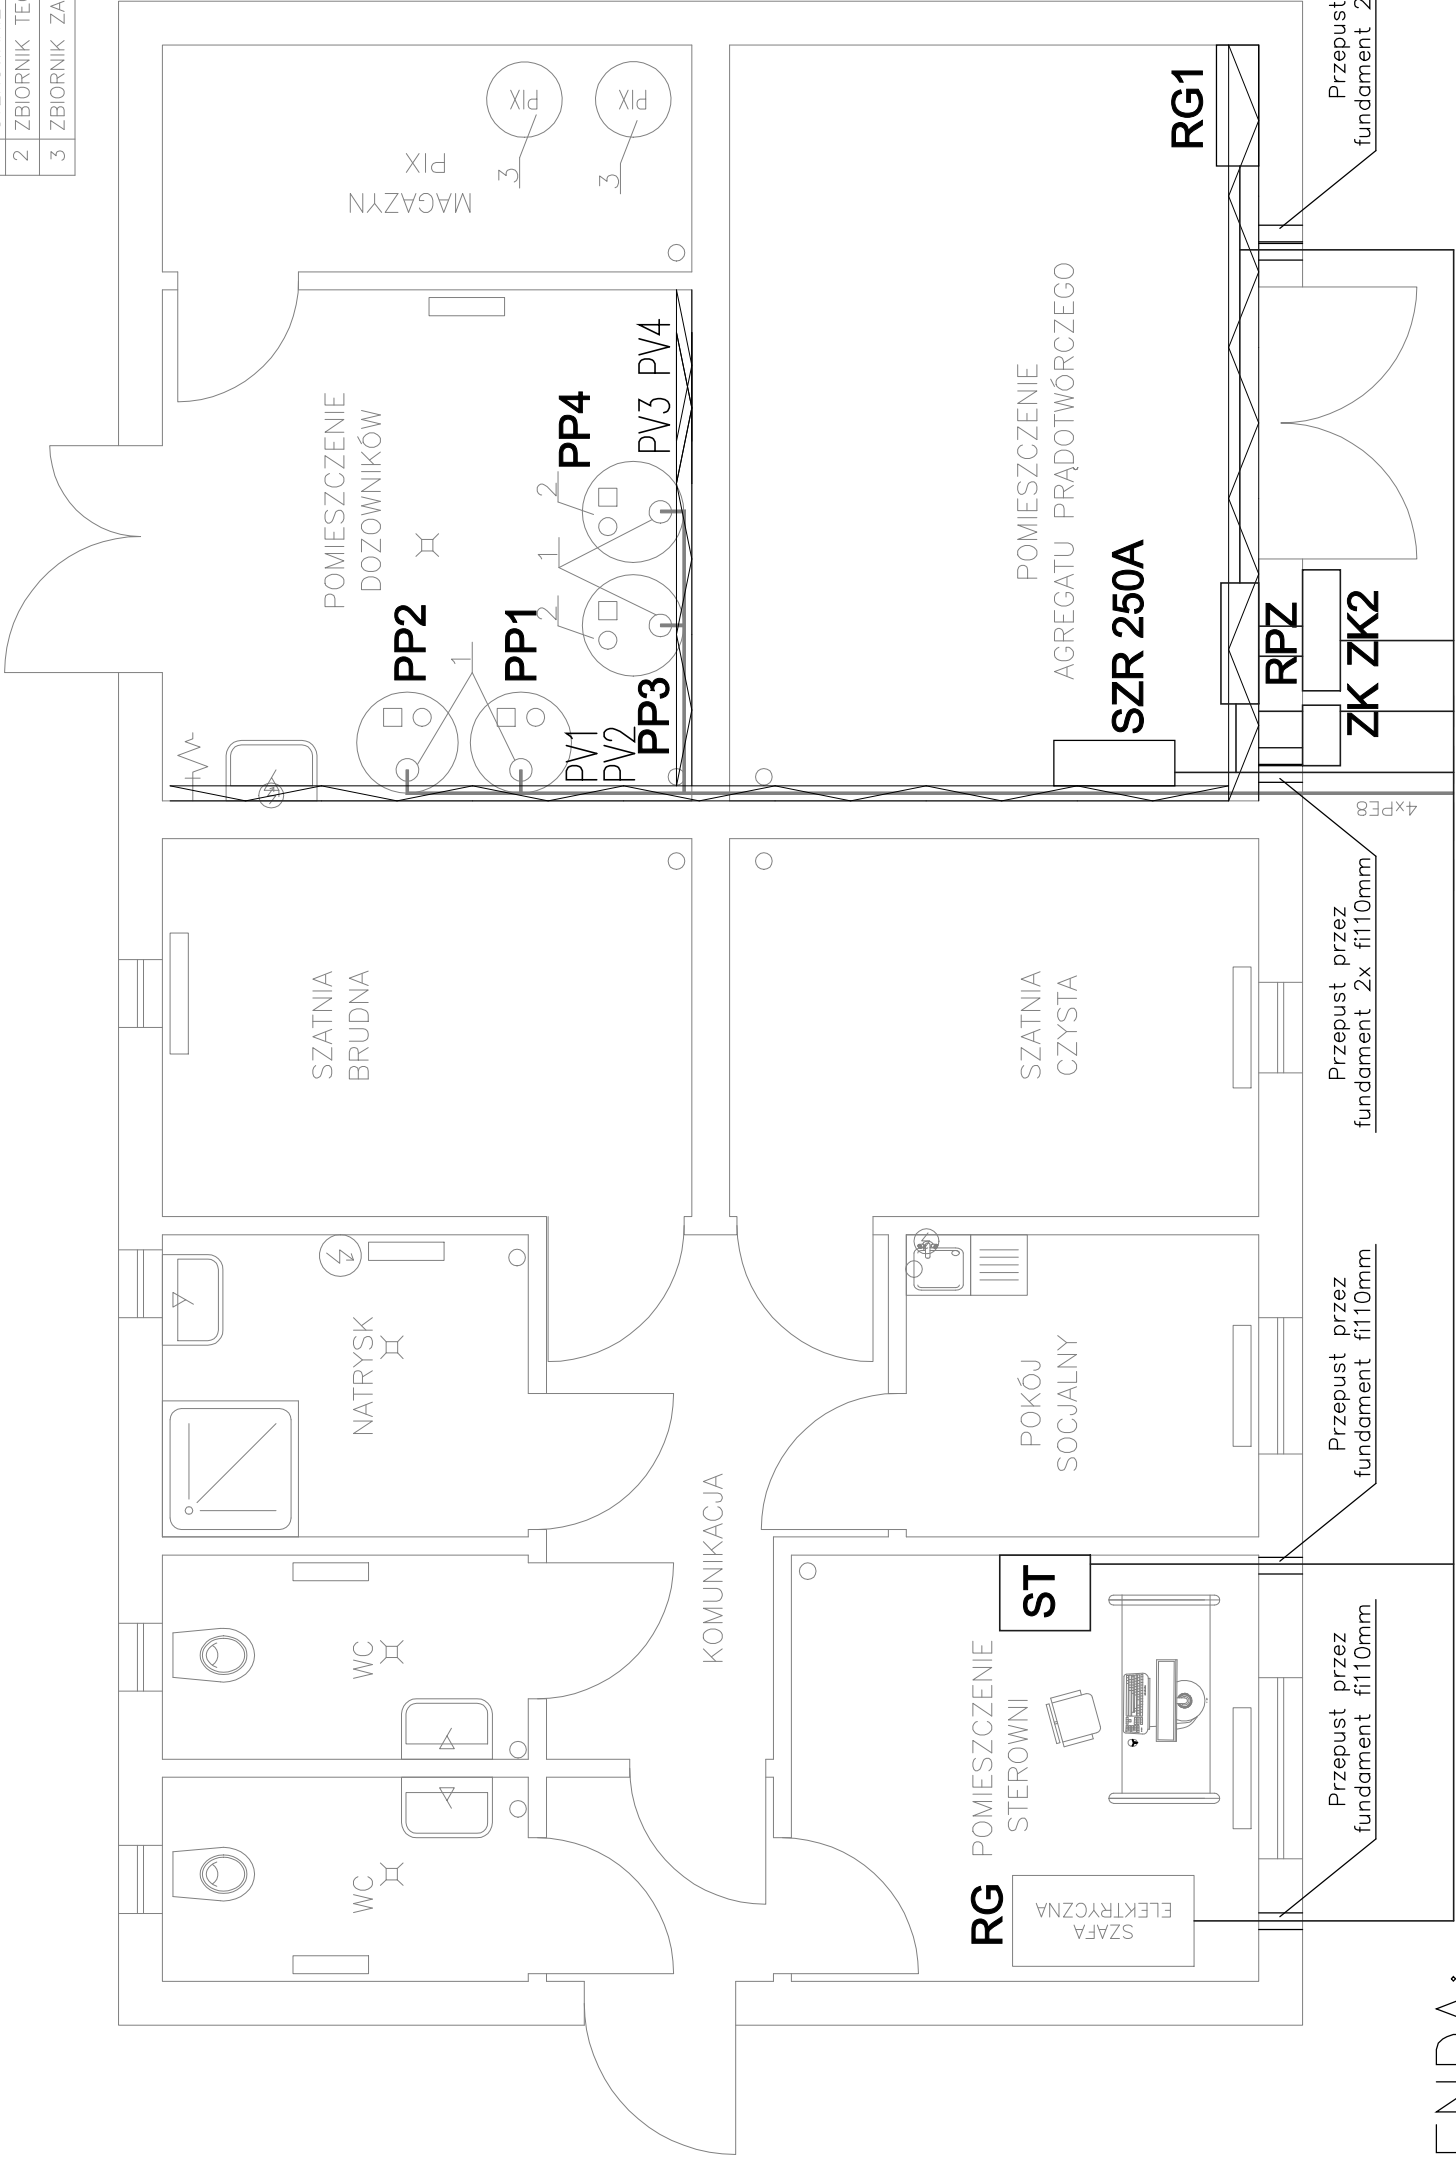 2 ZBIORNIK
3 ZBIORNIK
MAGAZYN
PIX
PIX
PIX
3
3
POMIESZCZENIE
DOZOWNIKÓW
PP2
PP1
PP3
PP4
1
1
2
2
PV1
PV2
PV3 PV4
POMIESZCZENIE
AGREGATU PRĄDOTWÓRCZEGO
RG1
SZR 250A
RPZ
ZK ZK2
4xPE8
SZATNIA
BRUDNA
SZATNIA
CZYSTA
NATRYSK
POKÓJ
SOCJALNY
KOMUNIKACJA
WC
WC
POMIESZCZENIE
STEROWNI
ST
RG
SZAFA
ELEKTRYCZNA
Przepust
fundament 2
Przepust przez
fundament 2x fi110mm
Przepust przez
fundament fi110mm
Przepust przez
fundament fi110mm